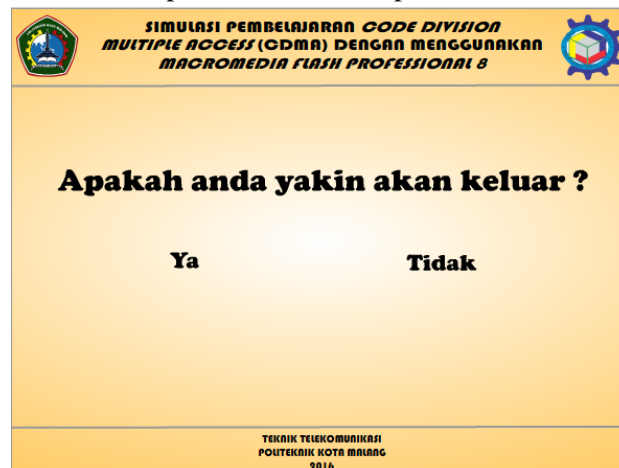 SIMULASI PEMBELAJARAN CODE DIVISION
MULTIPLE ACCESS (CDMA) DENGAN MENGGUNAKAN
MACROMEDIA FLASH PROFESSIONAL 8
Apakah anda yakin akan keluar ?
Ya
Tidak
TEKNIK TELEKOMUNIKASI
POLITEKNIK KOTA MALANG